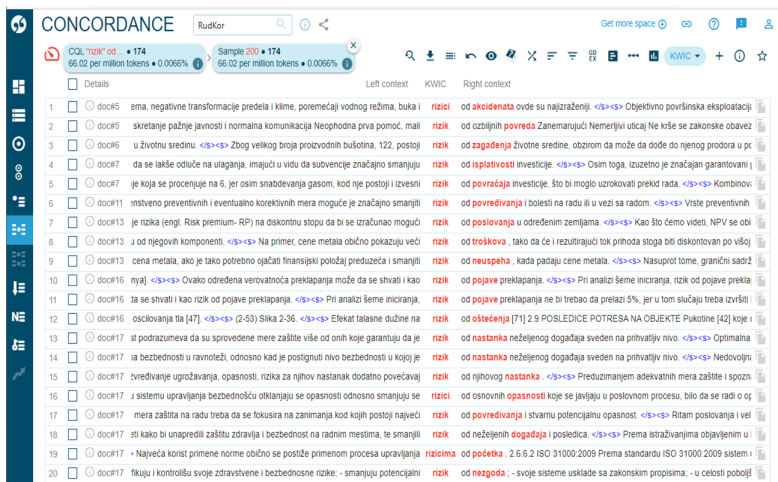 CONCORDANCE RudKor Get more space
CQL "rizik" od ... • 174 Sample 200 • 174
66.02 per million tokens • 0.0066% 66.02 per million tokens • 0.0066% KWIC
Details Left context KWIC Right context
1 doc#5 ema, negativne transformacije predela i klime, poremećaji vodnog režima, buka i rizici od akcidenata ovde su najizraženiji. </s><s> Objektivno površinska eksploatacija
2 doc#5 skretanje pažnje javnosti i normalna komunikacija Neophodna prva pomoć, mali rizik od ozbiljnih povreda Zanemarujući Nemerljivi uticaj Ne krše se zakonske obavez
3 doc#6 u životnu sredinu. </s><s> Zbog velikog broja proizvodnih bušotina, 122, postoji rizik od zagađenja životne sredine, obzirom da može da dođe do njenog prodora u po
4 doc#7 da se lakše odluče na ulaganja, imajući u vidu da subvencije značajno smanjuju rizik od isplativosti investicije. </s><s> Osim toga, izuzetno je značajan garantovani
5 doc#7 je koja se procenjuje na 6, jer osim snabdevanja gasom, kod nje postoji i izvesni rizik od povraćaja investicije, što bi moglo uzrokovati prekid rada. </s><s> Kombinova
6 doc#11 enstveno preventivnih i eventualno korektivnih mera moguće je značajno smanjiti rizik od povređivanja i bolesti na radu ili u vezi sa radom. </s><s> Vrste preventivnih
7 doc#13 je rizika (engl. Risk premium- RP) na diskontnu stopu da bi se izračunao mogući rizik od poslovanja u određenim zemljama. </s><s> Kao što ćemo videti, NPV se obi
8 doc#13 u od njegovih komponenti. </s><s> Na primer, cene metala obično pokazuju veći rizik od troškova , tako da će i rezultirajući tok prihoda stoga biti diskontovan po višoj
9 doc#13 cena metala, ako je tako potrebno ojačati finansijski položaj preduzeća i smanjiti rizik od neuspeha , kada padaju cene metala. </s><s> Nasuprot tome, granični sadrž
10 doc#16 nya]. </s><s> Ovako određena verovatnoća preklapanja može da se shvati i kao rizik od pojave preklapanja. </s><s> Pri analizi šeme iniciranja, rizik od pojave prekla
11 doc#16 da se shvati i kao rizik od pojave preklapanja. </s><s> Pri analizi šeme iniciranja, rizik od pojave preklapanja ne bi trebao da prelazi 5%, jer u tom slučaju treba izvršiti
12 doc#16 oscilovanja tla [47]. </s><s> (2-53) Slika 2-36. </s><s> Efekat talasne dužine na rizik od oštećenja [71] 2.9 POSLEDICE POTRESA NA OBJEKTE Pukotine [42] koje
13 doc#17 st podrazumeva da su sprovedene mere zaštite više od onih koje garantuju da je rizik od nastanka neželjenog događaja sveden na prihvatljiv nivo. </s><s> Optimalna
14 doc#17 na bezbednosti u ravnoteži, odnosno kad je postignuti nivo bezbednosti u kojoj je rizik od nastanka neželjenog događaja sveden na prihvatljiv nivo. </s><s> Nedovoljna
15 doc#17 zvređivanje ugrožavanja, opasnosti, rizika za njihov nastanak dodatno povećavaj rizik od njihovog nastanka . </s><s> Preduzimanjem adekvatnih mera zaštite i spozn
16 doc#17 u sistemu upravljanja bezbednošću otklanjaju se opasnosti odnosno smanjuju se rizici od osnovnih opasnosti koje se javljaju u poslovnom procesu, bilo da se radi o op
17 doc#17 mera zaštita na radu treba da se fokusira na zanimanja kod kojih postoji najveći rizik od povređivanja i stvarnu potencijalnu opasnost. </s><s> Ritam poslovanja i vel
18 doc#17 eti kako bi unapredili zaštitu zdravlja i bezbednost na radnim mestima, te smanjili rizik od neželjenih događaja i posledica. </s><s> Prema istraživanjima objavljenim u
19 doc#17 Najveća korist primene norme obično se postiže primenom procesa upravljanja rizicima od početka . 2.6.6.2 ISO 31000:2009 Prema standardu ISO 31000:2009 sistem
20 doc#17 fikuju i kontrolišu svoje zdravstvene i bezbednosne rizike; - smanjuju potencijalni rizik od nezgoda ; - svoje sisteme usklade sa zakonskim propisima; - u celosti poboljš